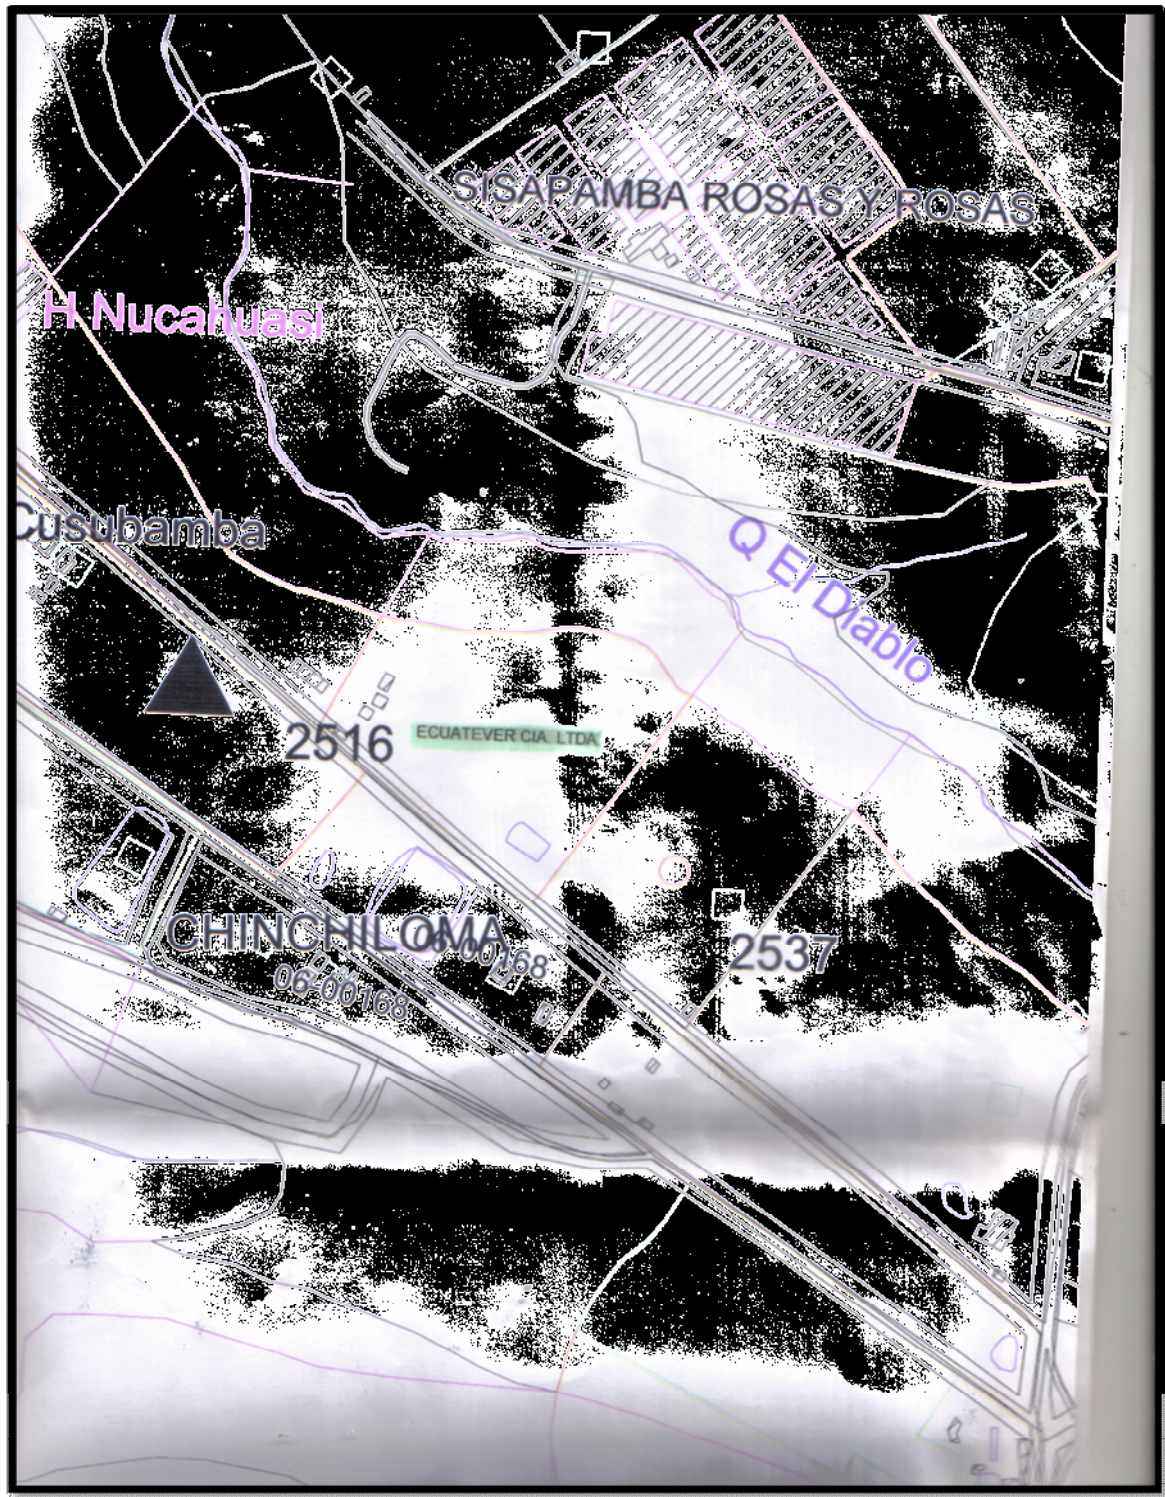 SISAPAMBA ROSAS Y ROSAS
H Nucahuasi
Cusubamba
Q El Diablo
2516
ECUATEVER CIA. LTDA
CHINCHILOMA
06-00168
2537
06-00168